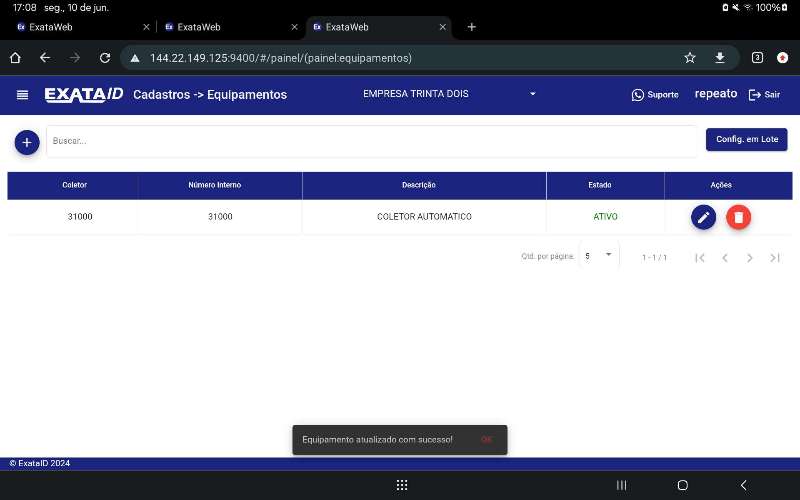 17:08 seg., 10 de jun. 100%
ExataWeb ExataWeb ExataWeb
144.22.149.125:9400/#/painel/(painel:equipamentos) 3
EXATAID Cadastros -> Equipamentos EMPRESA TRINTA DOIS Suporte repeato Sair
Buscar... Config. em Lote
Coletor Número Interno Descrição Estado Ações
31000 31000 COLETOR AUTOMATICO ATIVO
Qtd. por página: 5 1 - 1 / 1
Equipamento atualizado com sucesso! OK
© ExataID 2024